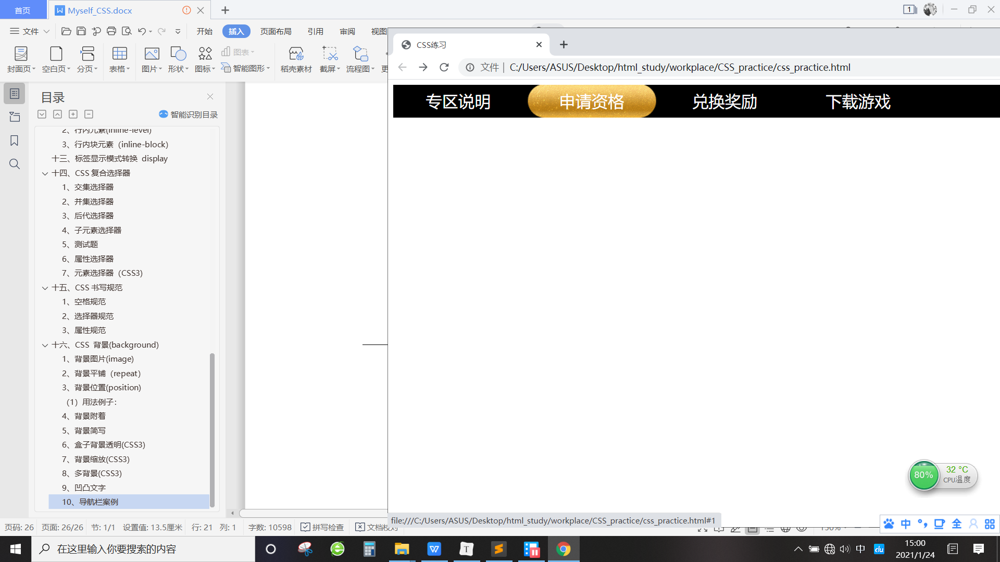 首页
Myself_CSS.docx
1
文件
开始
插入
页面布局
引用
审阅
视图
封面页
空白页
分页
表格
图片
形状
图标
图表
智能图形
稻壳素材
截屏
流程图
更
目录
智能识别目录
2、行内元素(inline-level)
3、行内块元素（inline-block）
十三、标签显示模式转换 display
十四、CSS 复合选择器
1、交集选择器
2、并集选择器
3、后代选择器
4、子元素选择器
5、测试题
6、属性选择器
7、元素选择器（CSS3）
十五、CSS 书写规范
1、空格规范
2、选择器规范
3、属性规范
十六、CSS 背景(background)
1、背景图片(image)
2、背景平铺（repeat）
3、背景位置(position)
（1）用法例子：
4、背景附着
5、背景简写
6、盒子背景透明(CSS3)
7、背景缩放(CSS3)
8、多背景(CSS3)
9、凹凸文字
10、导航栏案例
CSS练习
文件
C:/Users/ASUS/Desktop/html_study/workplace/CSS_practice/css_practice.html
专区说明 申请资格 兑换奖励 下载游戏
80%
32 °C
CPU温度
file:///C:/Users/ASUS/Desktop/html_study/workplace/CSS_practice/css_practice.html#1
页码: 26 页面: 26/26 节: 1/1 设置值: 13.5厘米 行: 21 列: 1 字数: 10598 拼写检查 文档校对
150%
中 全
在这里输入你要搜索的内容
中 du
15:00
2021/1/24